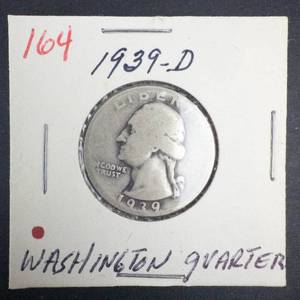 164
1939-D
LIBERTY
IN GOD WE
TRUST
1939
WASHINGTON QUARTER